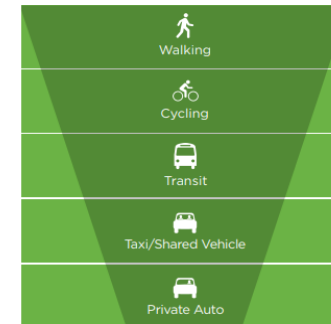 Walking
Cycling
Transit
Taxi/Shared Vehicle
Private Auto